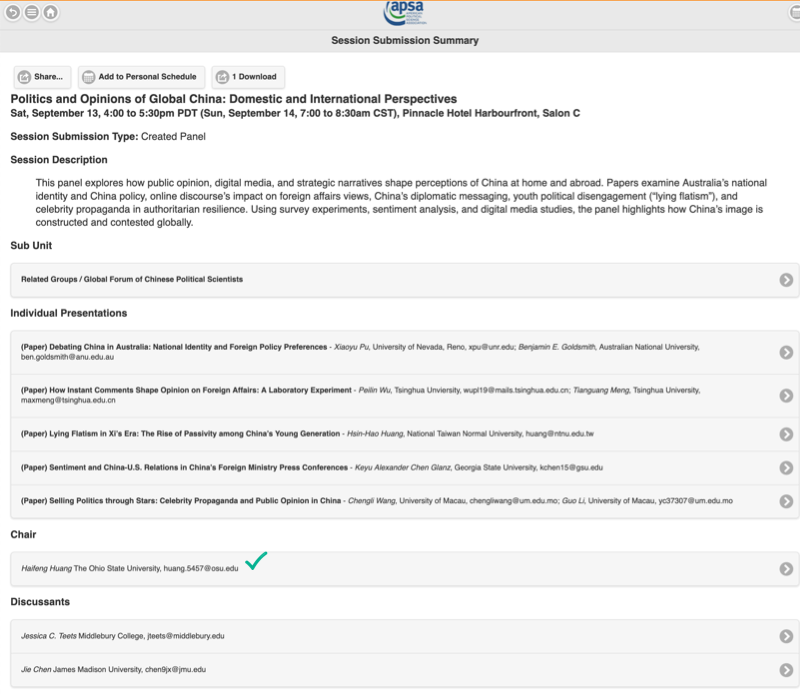 apsa
Session Submission Summary
Share...
Add to Personal Schedule
1 Download
Politics and Opinions of Global China: Domestic and International Perspectives
Sat, September 13, 4:00 to 5:30pm PDT (Sun, September 14, 7:00 to 8:30am CST), Pinnacle Hotel Harbourfront, Salon C
Session Submission Type: Created Panel
Session Description
This panel explores how public opinion, digital media, and strategic narratives shape perceptions of China at home and abroad. Papers examine Australia's national
identity and China policy, online discourse's impact on foreign affairs views, China's diplomatic messaging, youth political disengagement ("lying flatism"), and
celebrity propaganda in authoritarian resilience. Using survey experiments, sentiment analysis, and digital media studies, the panel highlights how China's image is
constructed and contested globally.
Sub Unit
Related Groups / Global Forum of Chinese Political Scientists
Individual Presentations
(Paper) Debating China in Australia: National Identity and Foreign Policy Preferences - Xiaoyu Pu, University of Nevada, Reno, xpu@unr.edu; Benjamin E. Goldsmith, Australian National University,
ben.goldsmith@anu.edu.au
(Paper) How Instant Comments Shape Opinion on Foreign Affairs: A Laboratory Experiment - Peilin Wu, Tsinghua Unviersity, wupl19@mails.tsinghua.edu.cn; Tianguang Meng, Tsinghua University,
maxmeng@tsinghua.edu.cn
(Paper) Lying Flatism in Xi's Era: The Rise of Passivity among China's Young Generation - Hsin-Hao Huang, National Taiwan Normal University, huang@ntnu.edu.tw
(Paper) Sentiment and China-U.S. Relations in China's Foreign Ministry Press Conferences - Keyu Alexander Chen Glanz, Georgia State University, kchen15@gsu.edu
(Paper) Selling Politics through Stars: Celebrity Propaganda and Public Opinion in China - Chengli Wang, University of Macau, chengliwang@um.edu.mo; Guo Li, University of Macau, yc37307@um.edu.mo
Chair
Haifeng Huang The Ohio State University, huang.5457@osu.edu
Discussants
Jessica C. Teets Middlebury College, jteets@middlebury.edu
Jie Chen James Madison University, chen9jx@jmu.edu